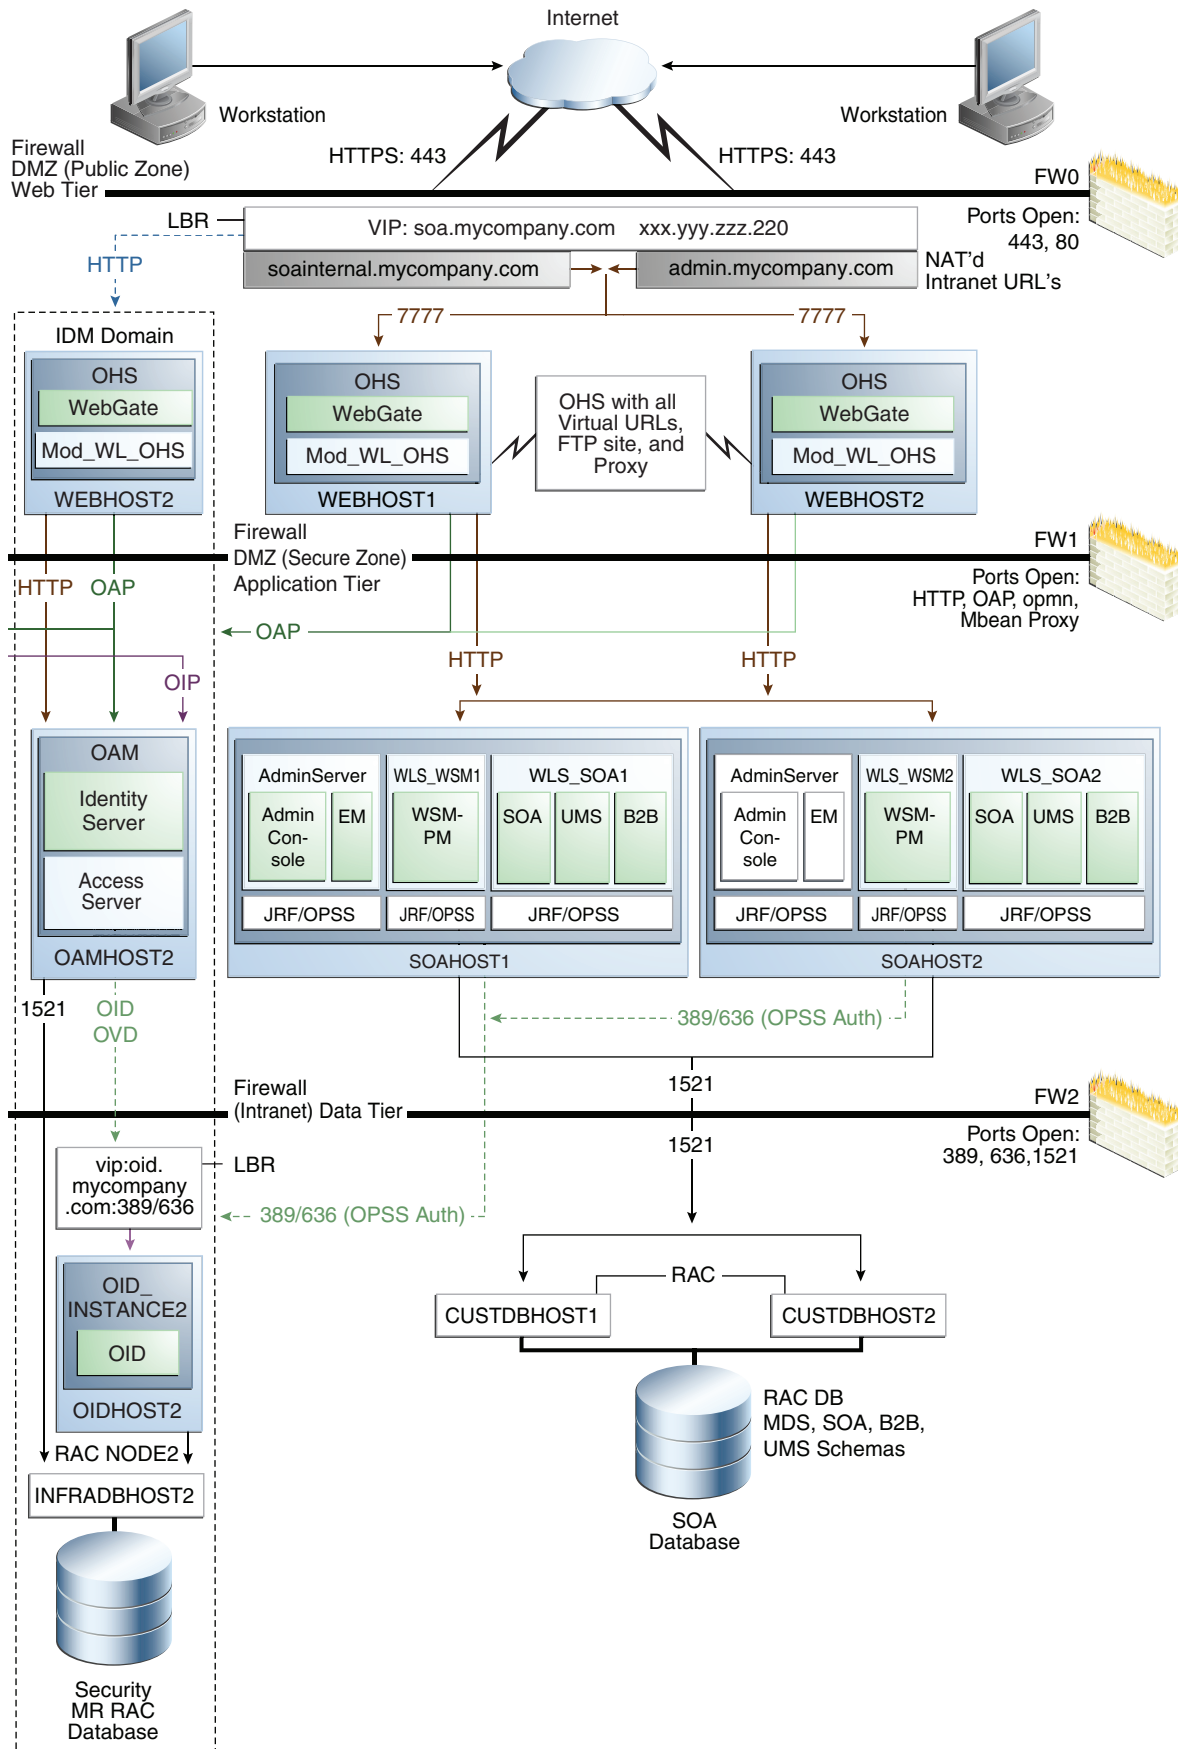 Internet
Workstation
Workstation
HTTPS: 443
HTTPS: 443
Firewall
DMZ (Public Zone)
Web Tier
FW0
Ports Open:
443, 80
LBR
VIP: soa.mycompany.com xxx.yyy.zzz.220
HTTP
soainternal.mycompany.com
admin.mycompany.com
NAT'd
Intranet URL's
7777
7777
IDM Domain
OHS
WebGate
Mod_WL_OHS
WEBHOST2
OHS
WebGate
Mod_WL_OHS
WEBHOST1
OHS with all
Virtual URLs,
FTP site, and
Proxy
OHS
WebGate
Mod_WL_OHS
WEBHOST2
Firewall
DMZ (Secure Zone)
Application Tier
FW1
Ports Open:
HTTP, OAP, opmn,
Mbean Proxy
HTTP
OAP
OAP
OIP
HTTP
HTTP
OAM
Identity
Server
Access
Server
OAMHOST2
AdminServer
Admin
Con-
sole
EM
JRF/OPSS
WLS_WSM1
WSM-
PM
JRF/OPSS
WLS_SOA1
SOA
UMS
B2B
JRF/OPSS
SOAHOST1
AdminServer
Admin
Con-
sole
EM
JRF/OPSS
WLS_WSM2
WSM-
PM
JRF/OPSS
WLS_SOA2
SOA
UMS
B2B
JRF/OPSS
SOAHOST2
1521
OID
OVD
389/636 (OPSS Auth)
1521
Firewall
(Intranet) Data Tier
FW2
Ports Open:
389, 636,1521
1521
vip:oid.
mycompany
.com:389/636
LBR
389/636 (OPSS Auth)
OID_
INSTANCE2
OID
OIDHOST2
RAC
CUSTDBHOST1
CUSTDBHOST2
RAC DB
MDS, SOA, B2B,
UMS Schemas
SOA
Database
RAC NODE2
INFRADBHOST2
Security
MR RAC
Database